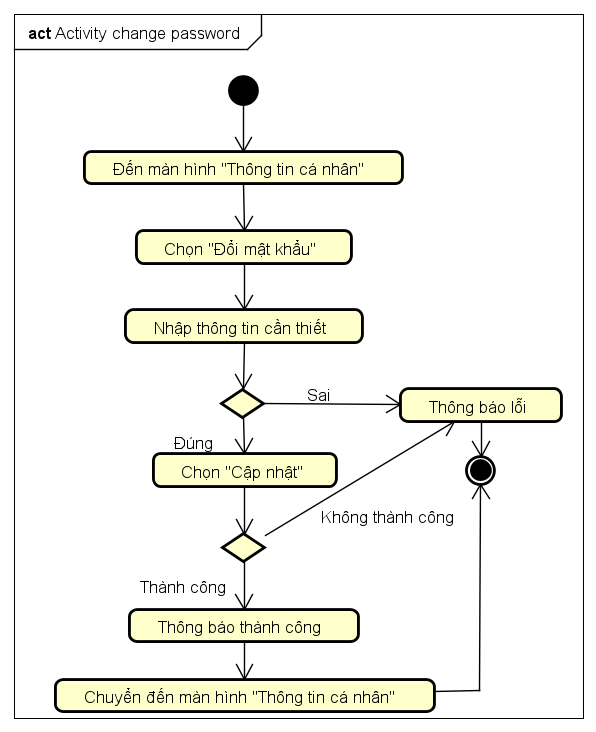 act Activity change password
Đến màn hình "Thông tin cá nhân"
Chọn "Đổi mật khẩu"
Nhập thông tin cần thiết
Sai
Thông báo lỗi
Đúng
Chọn "Cập nhật"
Không thành công
Thành công
Thông báo thành công
Chuyển đến màn hình "Thông tin cá nhân"